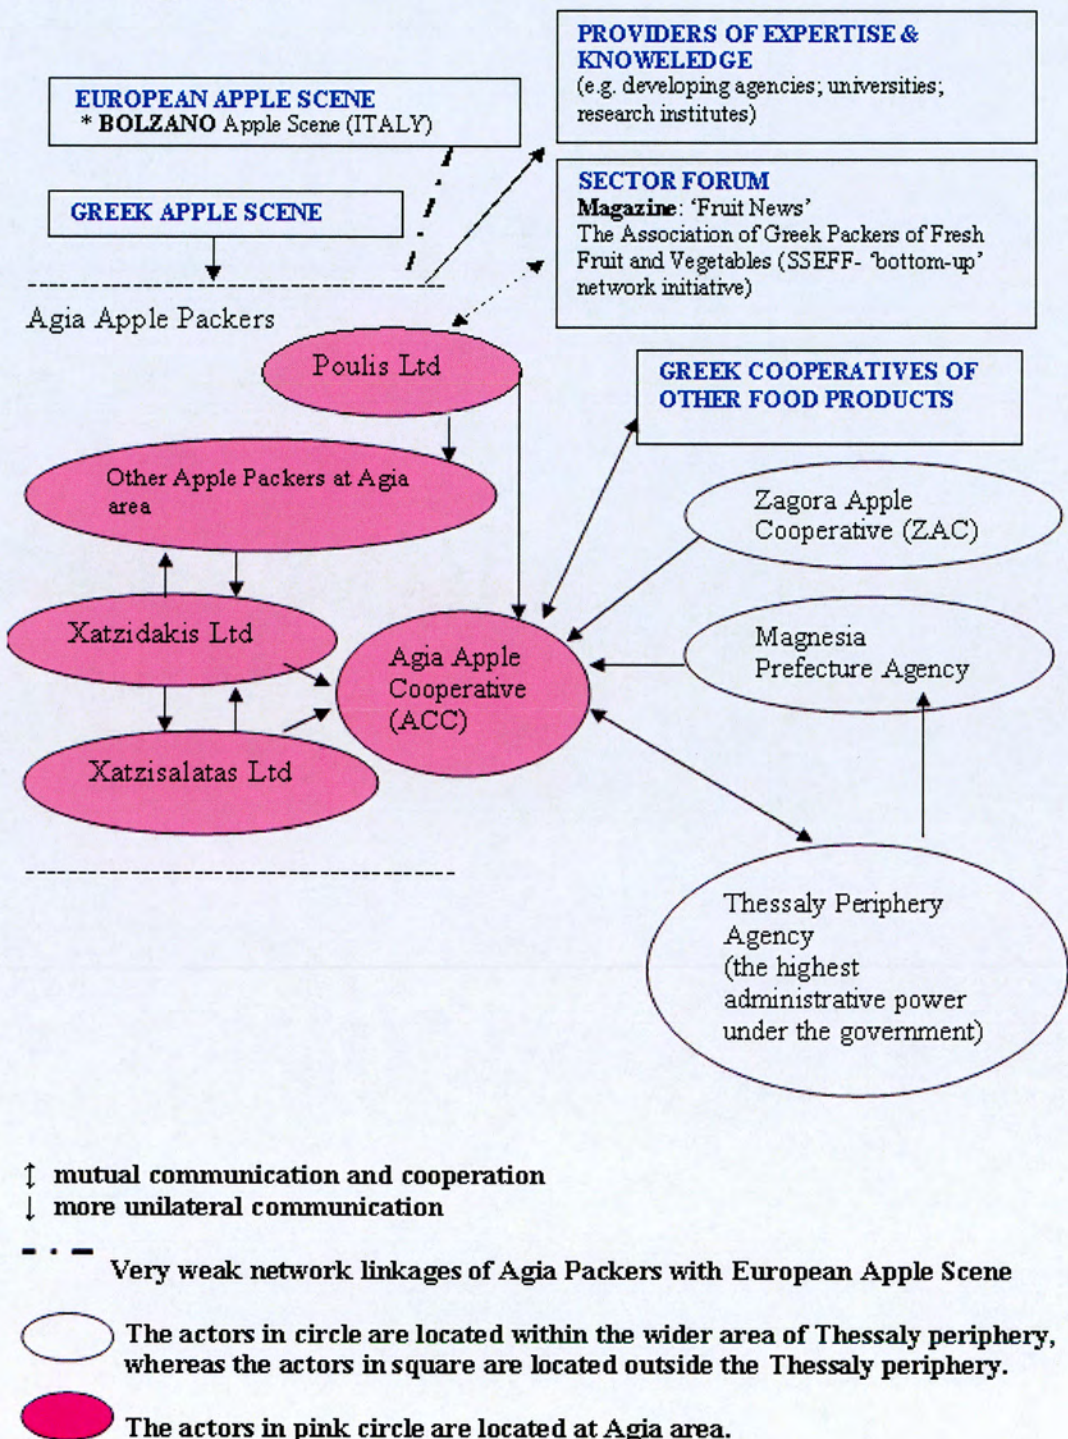 PROVIDERS OF EXPERTISE &
KNOWELEDGE
(e.g. developing agencies; universities;
research institutes)
EUROPEAN APPLE SCENE
* BOLZANO Apple Scene (ITALY)
SECTOR FORUM
Magazine: ‘Fruit News’
The Association of Greek Packers of Fresh
Fruit and Vegetables (SSEFF- ‘bottom-up’
network initiative)
GREEK APPLE SCENE
Agia Apple Packers
Poulis Ltd
GREEK COOPERATIVES OF
OTHER FOOD PRODUCTS
Other Apple Packers at Agia
area
Zagora Apple
Cooperative (ZAC)
Xatzidakis Ltd
Agia Apple
Cooperative
(ACC)
Magnesia
Prefecture Agency
Xatzisalatas Ltd
Thessaly Periphery
Agency
(the highest
administrative power
under the government)
↕ mutual communication and cooperation
↓ more unilateral communication
Very weak network linkages of Agia Packers with European Apple Scene
The actors in circle are located within the wider area of Thessaly periphery,
whereas the actors in square are located outside the Thessaly periphery.
The actors in pink circle are located at Agia area.